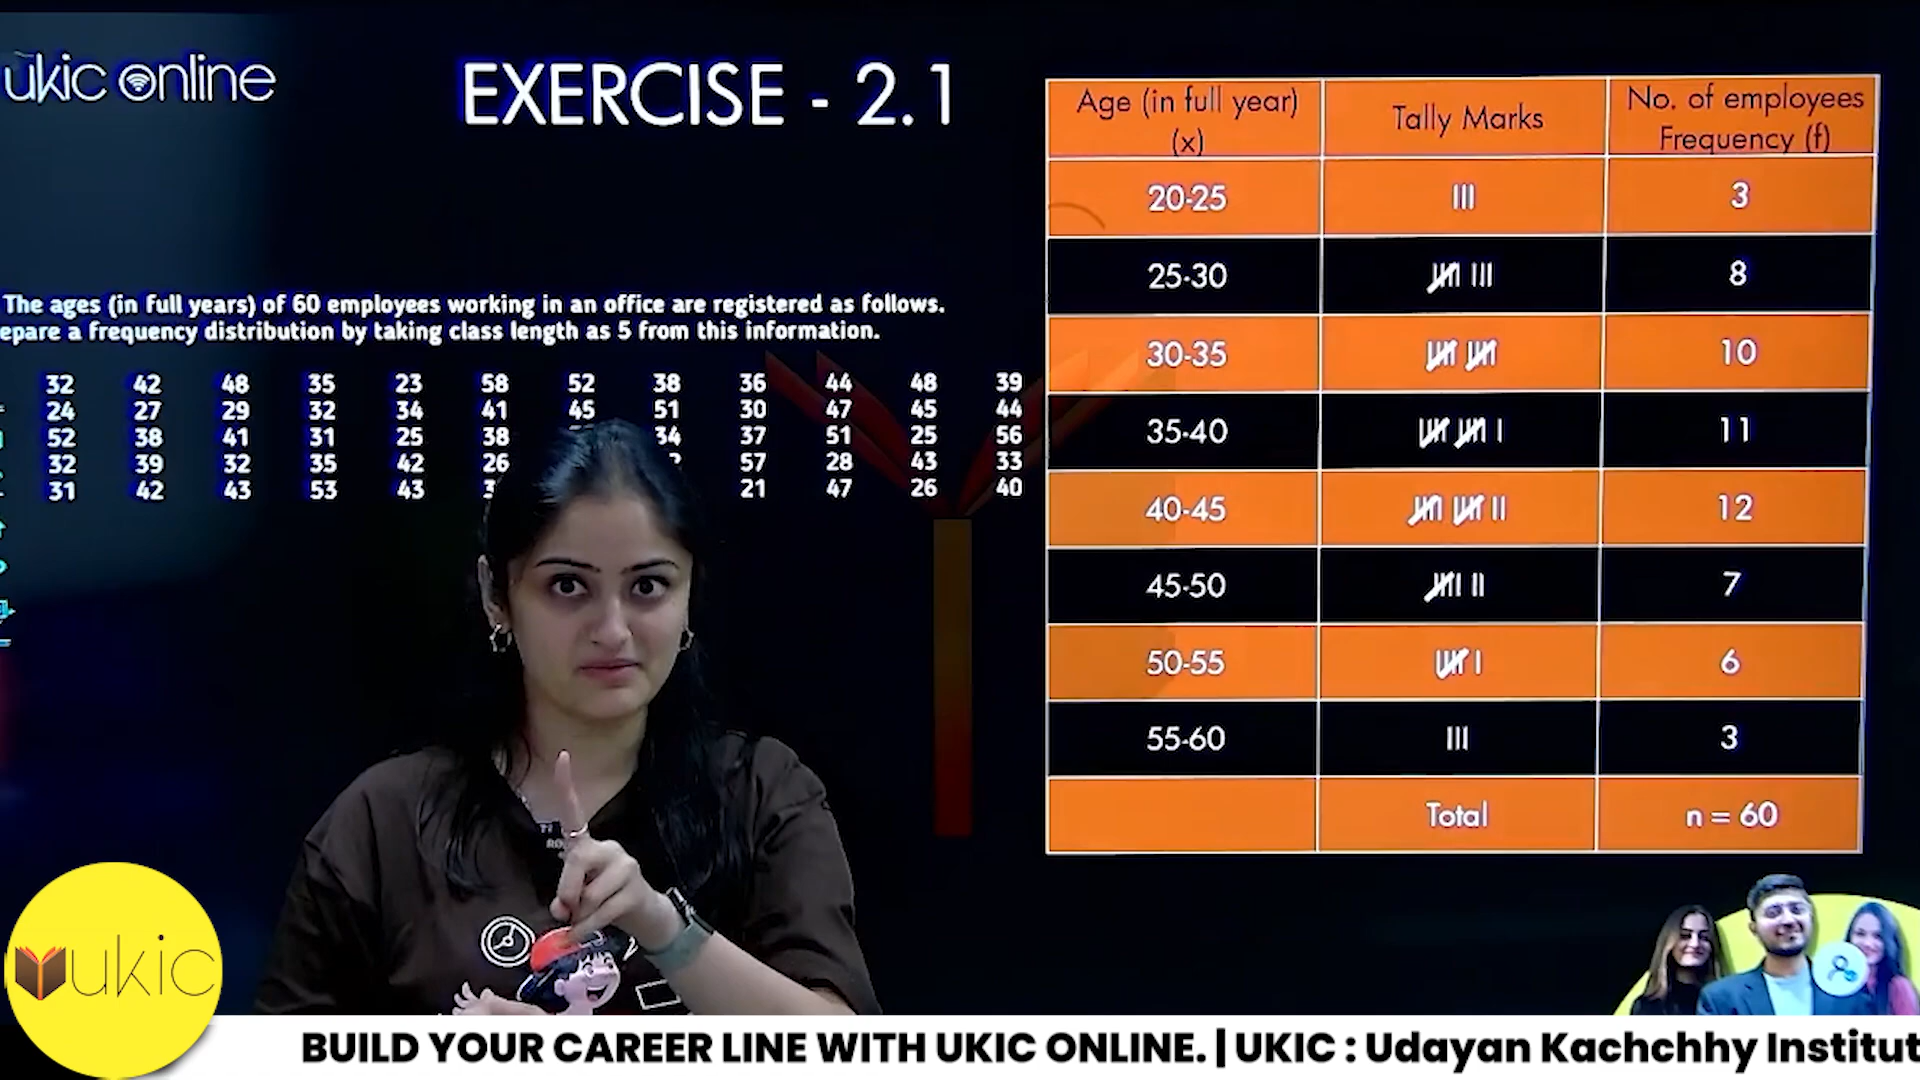 ukic online
EXERCISE - 2.1
The ages (in full years) of 60 employees working in an office are registered as follows.
epare a frequency distribution by taking class length as 5 from this information.
32 42 48 35 23 58 52 38 36 44 48 39
24 27 29 32 34 41 45 51 30 47 45 44
52 38 41 31 25 38 34 37 51 25 56
32 39 32 35 42 26 57 28 43 33
31 42 43 53 43 21 47 26 40
Age (in full year) (x) Tally Marks No. of employees Frequency (f)
20-25 III 3
25-30 8
30-35 10
35-40 11
40-45 12
45-50 7
50-55 6
55-60 III 3
Total n = 60
ukic
BUILD YOUR CAREER LINE WITH UKIC ONLINE. | UKIC : Udayan Kachchhy Institut